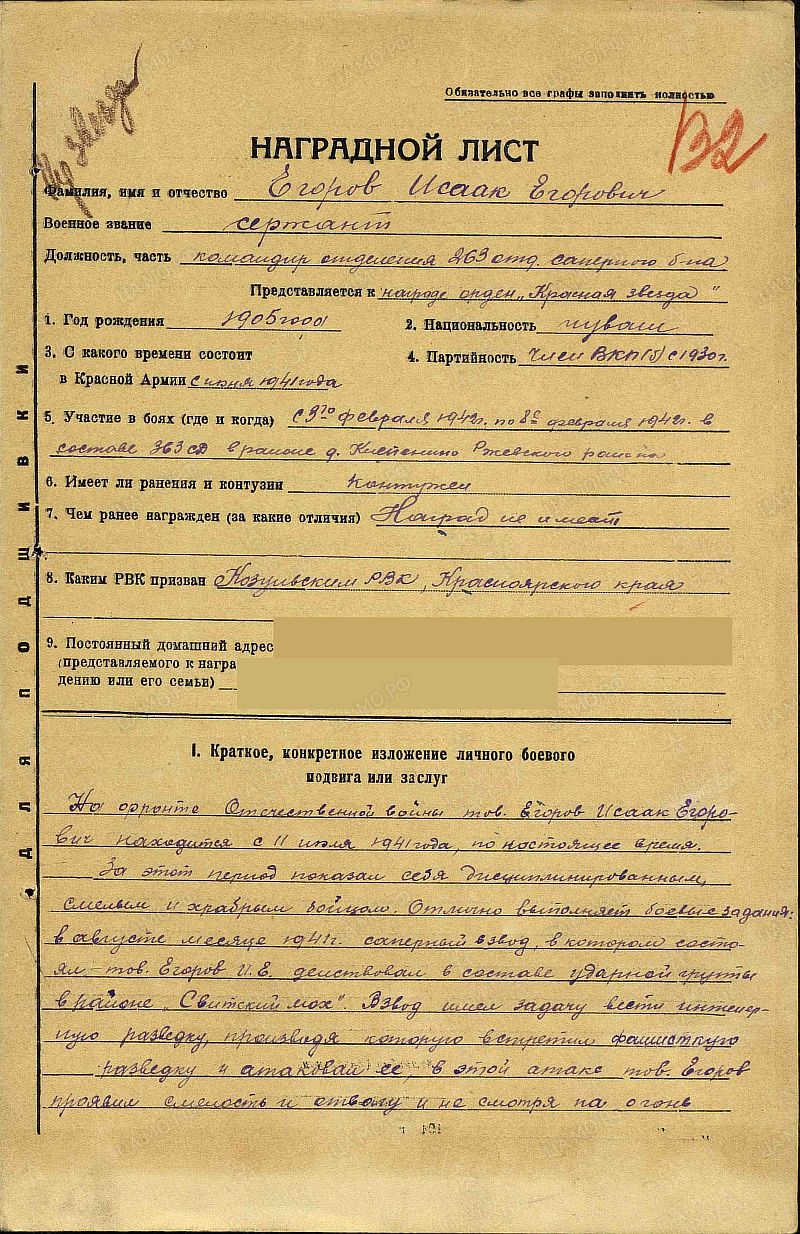 Кр звезда
Обязательно все графы заполнять полностью
В2
НАГРАДНОЙ ЛИСТ
Фамилия, имя и отчество Егоров Исаак Егорович
Военное звание сержант
Должность, часть командир отделения 263 отд. саперного б-на
Представляется к награде орден „Красная звезда"
1. Год рождения 1905 года
2. Национальность чуваш
3. С какого времени состоит
в Красной Армии с июня 1941 года
4. Партийность Член ВКП(б) с 1930 г.
5. Участие в боях (где и когда) с 3го февраля 1942г. по 8е февраля 1942г. в
составе 363 сд в районе д. Ржевского района
6. Имеет ли ранения и контузии контужен
7. Чем ранее награжден (за какие отличия) Наград не имеет
8. Каким РВК призван Козульским РВК, Красноярского края
9. Постоянный домашний адрес
(представляемого к награ
дению или его семьи)
ДЛЯ ПОДШИВКИ
I. Краткое, конкретное изложение личного боевого
подвига или заслуг
На фронте Отечественной войны тов. Егоров Исаак Егоро-
вич находится с 11 июля 1941 года, по настоящее время.
За этот период показал себя дисциплинированным,
смелым и храбрым бойцом. Отлично выполняет боевые задания:
в августе месяце 1941г. саперный взвод, в котором состо-
ял – тов. Егоров И.Е. действовал в составе ударной группы
в районе „Свитский мох". Взвод имел задачу вести инженер-
ную разведку, производя которую встретил фашисткую
разведку и атаковал ее, в этой атаке тов. Егоров
проявил смелость и отвагу и не смотря на огонь